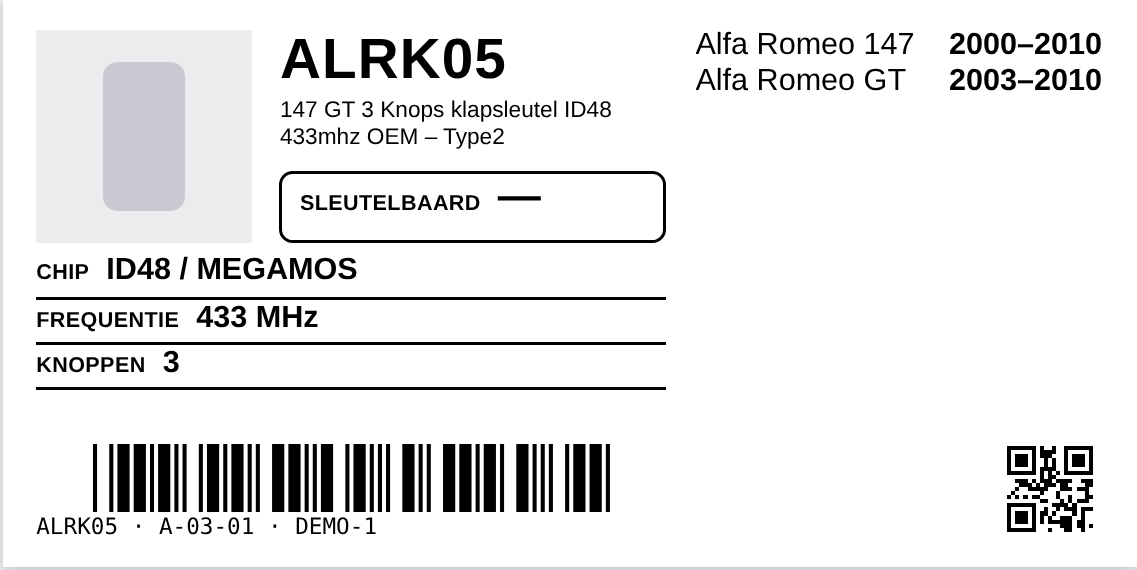 ALRK05
147 GT 3 Knops klapsleutel ID48
433mhz OEM – Type2
SLEUTELBAARD —
CHIP ID48 / MEGAMOS
FREQUENTIE 433 MHz
KNOPPEN 3
ALRK05 · A-03-01 · DEMO-1
Alfa Romeo 147 2000–2010
Alfa Romeo GT 2003–2010